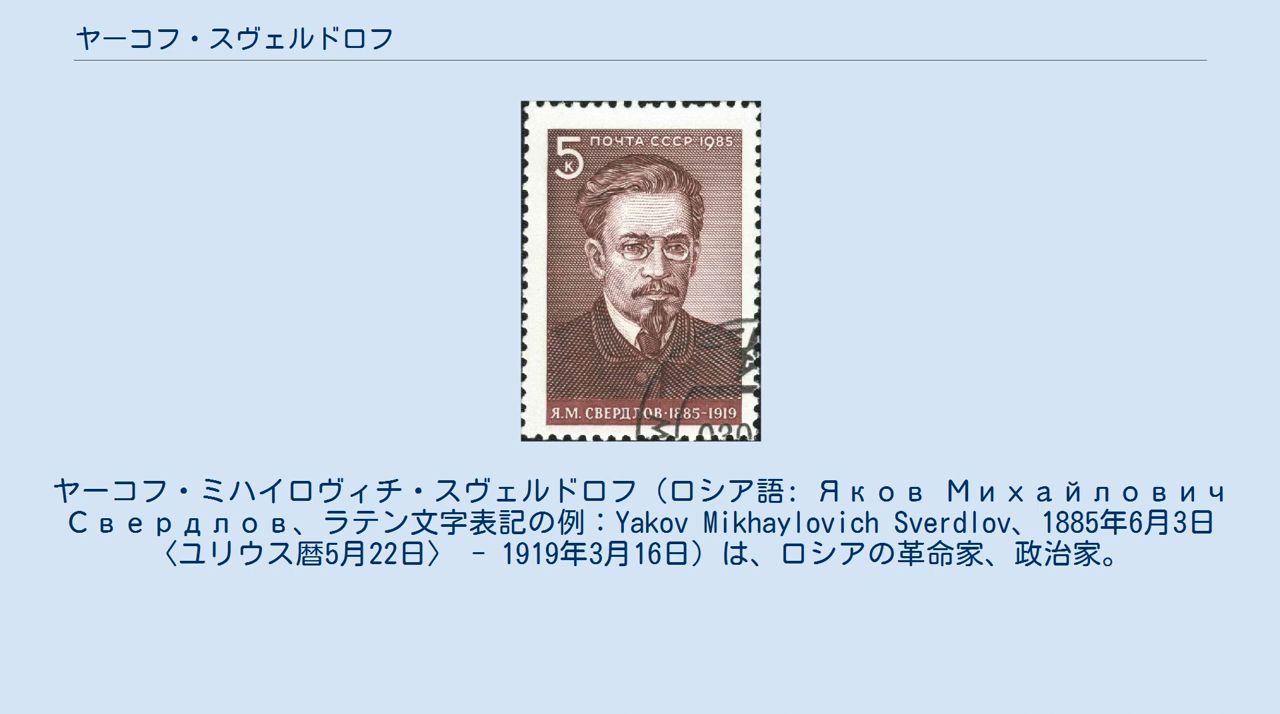 ヤーコフ・スヴェルドロフ
5
к
ПОЧТА СССР 1985
Я.М. СВЕРДЛОВ·1885-1919
030
ヤーコフ・ミハイロヴィチ・スヴェルドロフ（ロシア語: Яков Михайлович
Свердлов、ラテン文字表記の例：Yakov Mikhaylovich Sverdlov、1885年6月3日
〈ユリウス暦5月22日〉 - 1919年3月16日）は、ロシアの革命家、政治家。